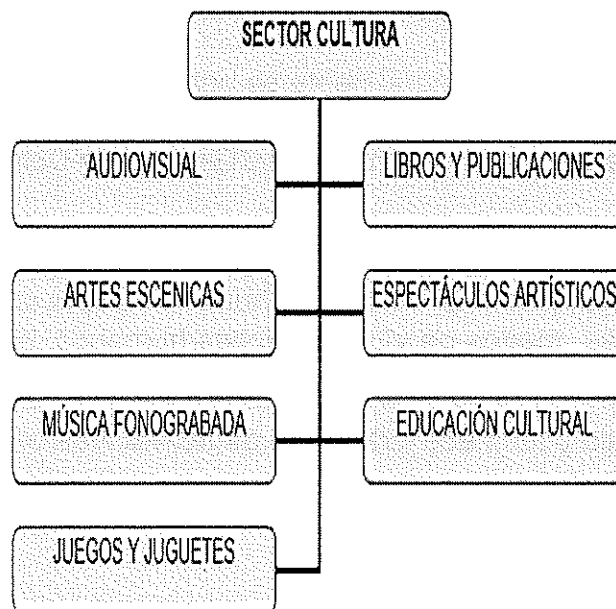 SECTOR CULTURA
AUDIOVISUAL
LIBROS Y PUBLICACIONES
ARTES ESCENICAS
ESPECTÁCULOS ARTÍSTICOS
MÚSICA FONOGRABADA
EDUCACIÓN CULTURAL
JUEGOS Y JUGUETES